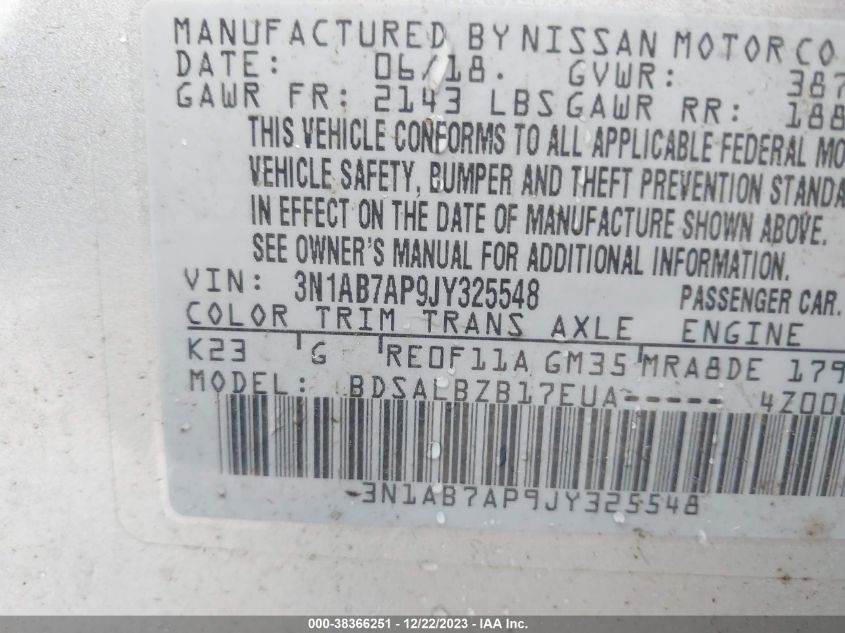 MANUFACTURED BY NISSAN MOTOR CO
DATE: 06/18. GVWR: 387
GAWR FR: 2143 LBS GAWR RR: 188
THIS VEHICLE CONFORMS TO ALL APPLICABLE FEDERAL MO
VEHICLE SAFETY, BUMPER AND THEFT PREVENTION STANDA
IN EFFECT ON THE DATE OF MANUFACTURE SHOWN ABOVE.
SEE OWNER'S MANUAL FOR ADDITIONAL INFORMATION.
VIN: 3N1AB7AP9JY325548 PASSENGER CAR.
COLOR TRIM TRANS AXLE ENGINE
K23 G RE0F11A GM35 MRA8DE 179
MODEL: BDSALBZB17EUA----- 4Z000
3N1AB7AP9JY325548
000-38366251 - 12/22/2023 - IAA Inc.